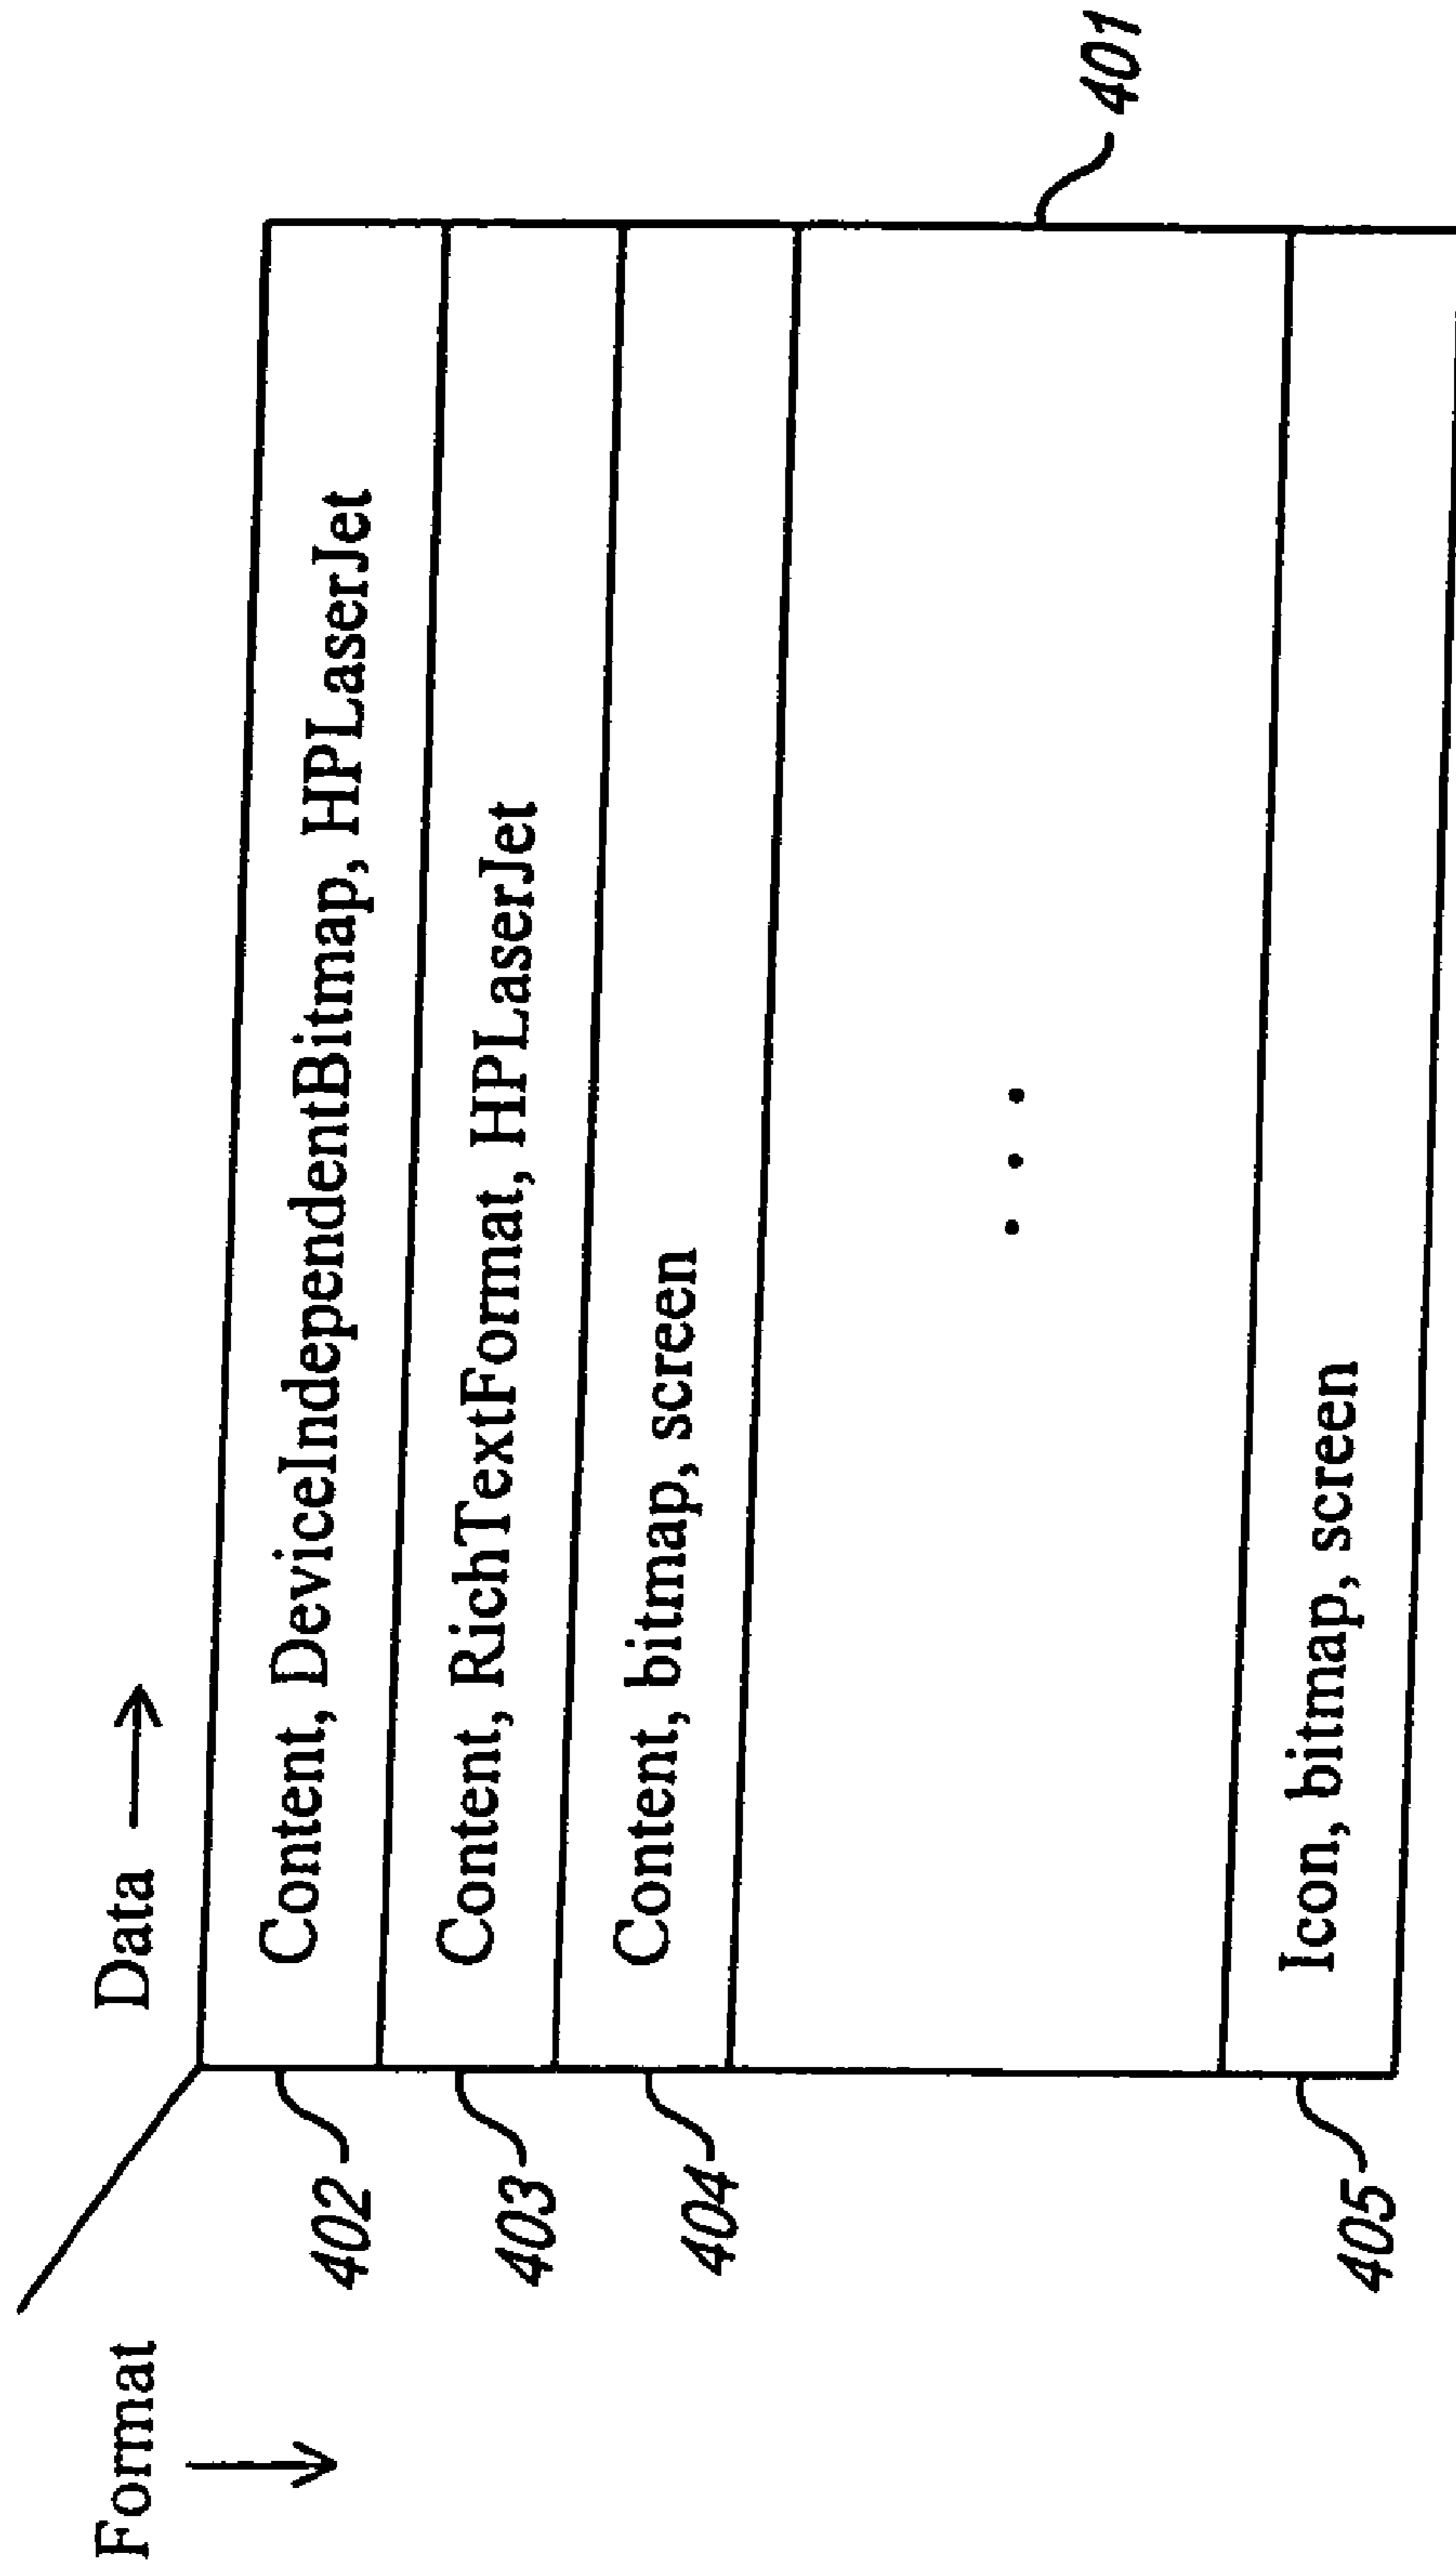 Data
Format
402
Content, DeviceIndependentBitmap, HPLaserJet
403
Content, RichTextFormat, HPLaserJet
404
Content, bitmap, screen
...
401
405
Icon, bitmap, screen